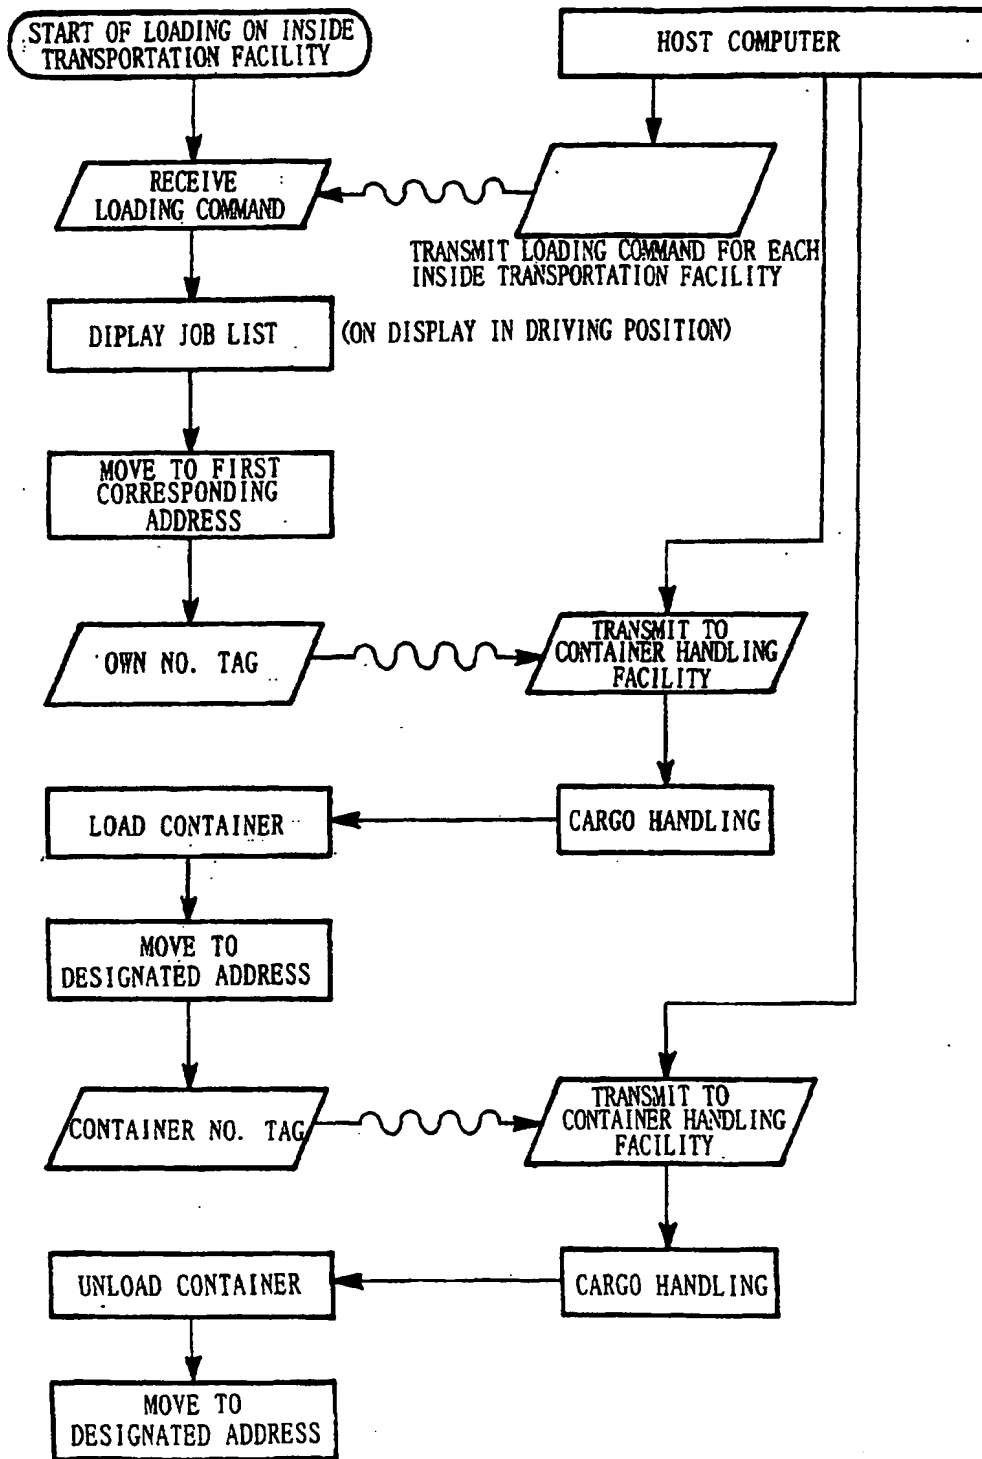 START OF LOADING ON INSIDE
TRANSPORTATION FACILITY
HOST COMPUTER
RECEIVE
LOADING COMMAND
TRANSMIT LOADING COMMAND FOR EACH
INSIDE TRANSPORTATION FACILITY
DIPLAY JOB LIST
(ON DISPLAY IN DRIVING POSITION)
MOVE TO FIRST
CORRESPONDING
ADDRESS
OWN NO. TAG
TRANSMIT TO
CONTAINER HANDLING
FACILITY
LOAD CONTAINER
CARGO HANDLING
MOVE TO
DESIGNATED ADDRESS
CONTAINER NO. TAG
TRANSMIT TO
CONTAINER HANDLING
FACILITY
UNLOAD CONTAINER
CARGO HANDLING
MOVE TO
DESIGNATED ADDRESS